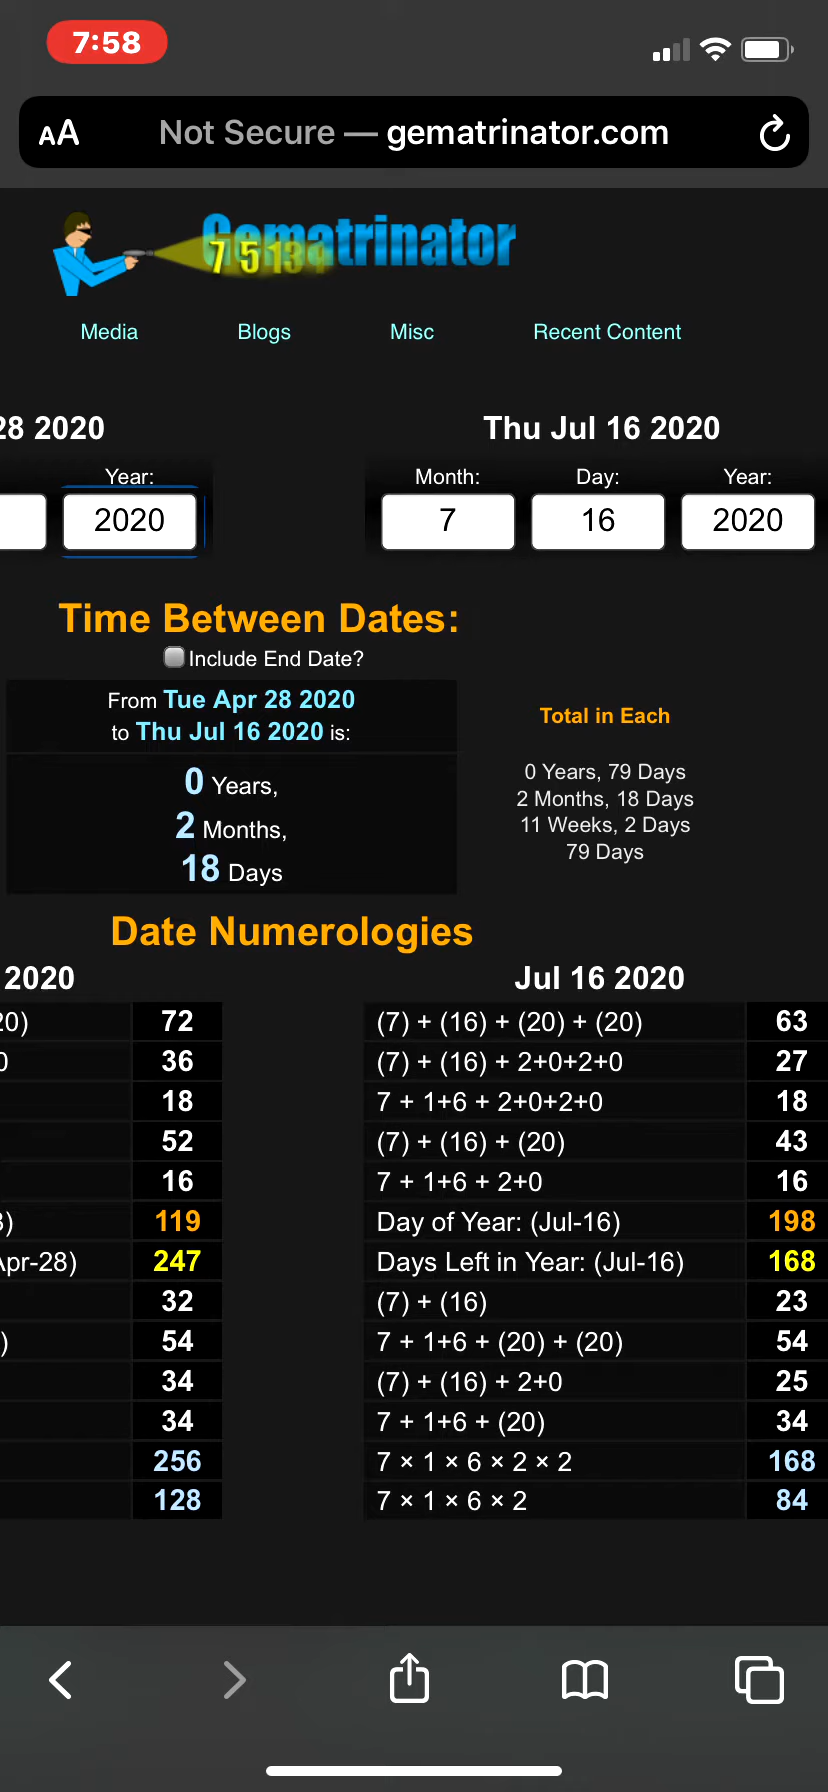 7:58
AA Not Secure — gematrinator.com
Gematrinator
7 5 13 9
Media Blogs Misc Recent Content
28 2020 Thu Jul 16 2020
Year: Month: Day: Year:
2020 7 16 2020
Time Between Dates:
Include End Date?
From Tue Apr 28 2020
to Thu Jul 16 2020 is:
0 Years,
2 Months,
18 Days
Total in Each
0 Years, 79 Days
2 Months, 18 Days
11 Weeks, 2 Days
79 Days
Date Numerologies
2020 Jul 16 2020
20) 72 (7) + (16) + (20) + (20) 63
0 36 (7) + (16) + 2+0+2+0 27
18 7 + 1+6 + 2+0+2+0 18
52 (7) + (16) + (20) 43
16 7 + 1+6 + 2+0 16
8) 119 Day of Year: (Jul-16) 198
Apr-28) 247 Days Left in Year: (Jul-16) 168
32 (7) + (16) 23
) 54 7 + 1+6 + (20) + (20) 54
34 (7) + (16) + 2+0 25
34 7 + 1+6 + (20) 34
256 7 × 1 × 6 × 2 × 2 168
128 7 × 1 × 6 × 2 84